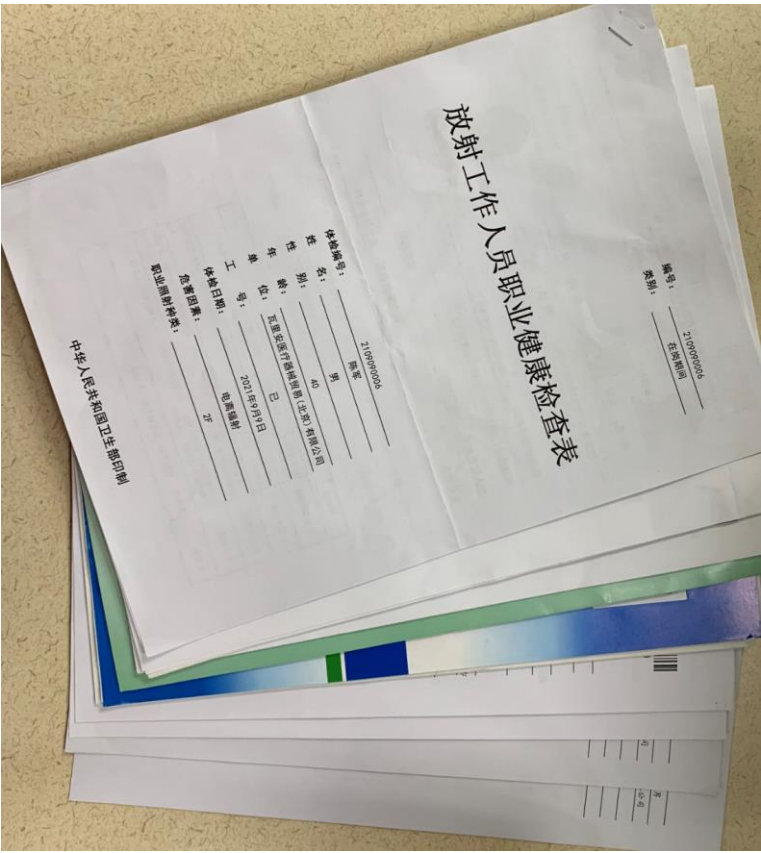 编号： 2109090006
类别： 在岗期间
放射工作人员职业健康检查表
体检编号： 2109090006
姓 名： 陈军
性 别： 男
年 龄： 40
单 位： 瓦里安医疗器械贸易(北京)有限公司
工 号： 已
体检日期： 2021年9月9日
危害因素： 电离辐射
职业照射种类： 2F
中华人民共和国卫生部印制
公司